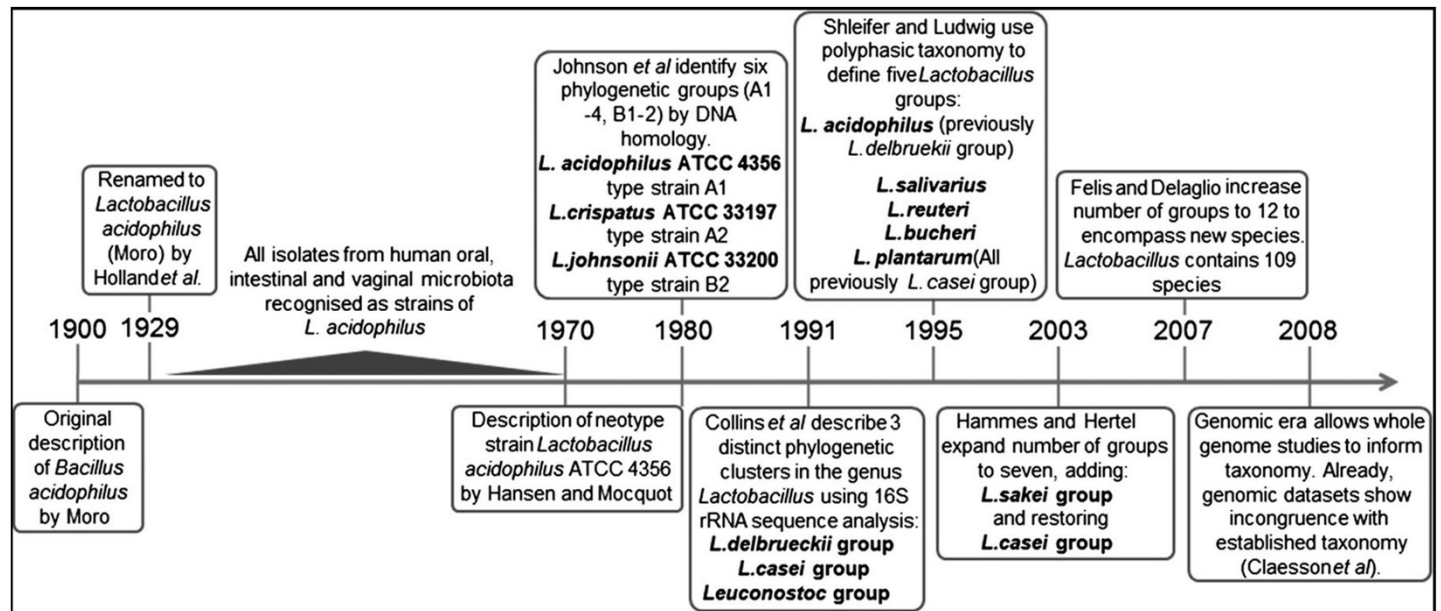 Original
description
of Bacillus
acidophilus
by Moro
1900
Renamed to
Lactobacillus
acidophilus
(Moro) by
Holland et al.
1929
All isolates from human oral,
intestinal and vaginal microbiota
recognised as strains of
L. acidophilus
1970
Description of neotype
strain Lactobacillus
acidophilus ATCC 4356
by Hansen and Mocquot
Johnson et al identify six
phylogenetic groups (A1
-4, B1-2) by DNA
homology.
L. acidophilus ATCC 4356
type strain A1
L.crispatus ATCC 33197
type strain A2
L.johnsonii ATCC 33200
type strain B2
1980
1991
Collins et al describe 3
distinct phylogenetic
clusters in the genus
Lactobacillus using 16S
rRNA sequence analysis:
L.delbrueckii group
L.casei group
Leuconostoc group
Shleifer and Ludwig use
polyphasic taxonomy to
define five Lactobacillus
groups:
L. acidophilus (previously
L.delbruekii group)
L.salivarius
L.reuteri
L.bucheri
L. plantarum(All
previously L. casei group)
1995
2003
Hammes and Hertel
expand number of groups
to seven, adding:
L.sakei group
and restoring
L.casei group
Felis and Delaglio increase
number of groups to 12 to
encompass new species.
Lactobacillus contains 109
species
2007
2008
Genomic era allows whole
genome studies to inform
taxonomy. Already,
genomic datasets show
incongruence with
established taxonomy
(Claesson et al).